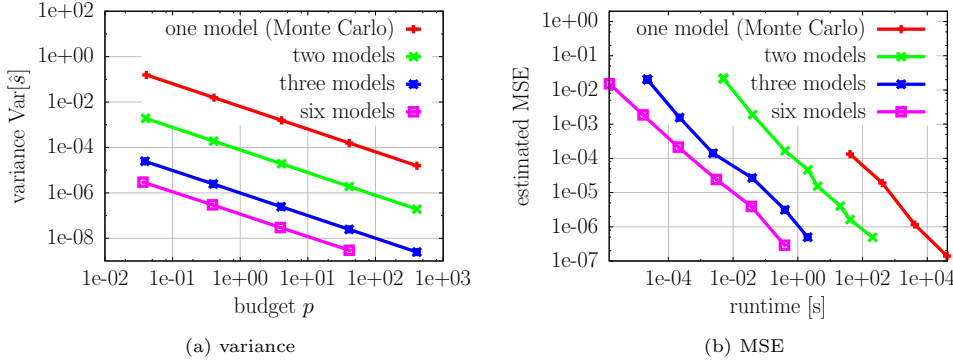 one model (Monte Carlo)
two models
three models
six models
1e+02
1e+00
1e-02
1e-04
1e-06
1e-08
variance Var[ŝ]
1e-02 1e-01 1e+00 1e+01 1e+02 1e+03
budget p
(a) variance
one model (Monte Carlo)
two models
three models
six models
1e-01
1e-02
1e-03
1e-04
1e-05
1e-06
1e-07
estimated MSE
1e-04 1e-02 1e+00 1e+02 1e+04
runtime [s]
(b) MSE